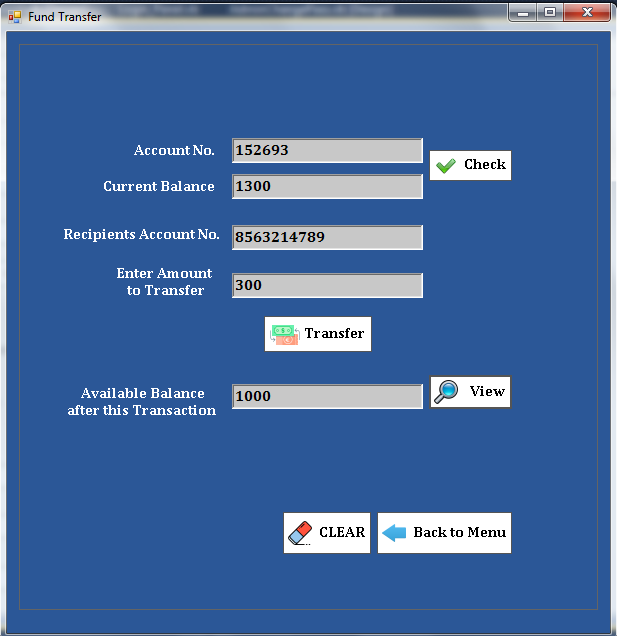 Fund Transfer
Account No.
152693
Check
Current Balance
1300
Recipients Account No.
8563214789
Enter Amount
to Transfer
300
Transfer
Available Balance
after this Transaction
1000
View
CLEAR
Back to Menu